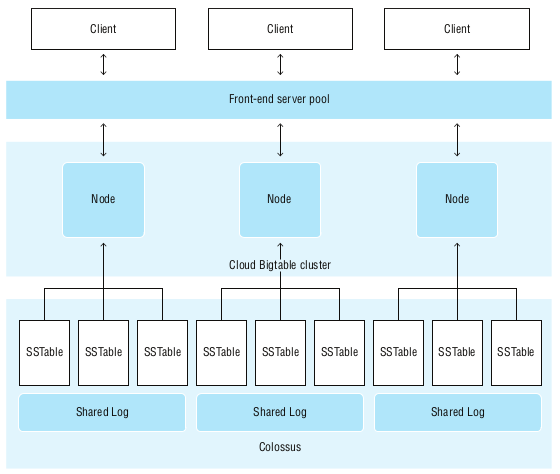 Client Client Client
Front-end server pool
Node Node Node
Cloud Bigtable cluster
SSTable SSTable SSTable SSTable SSTable SSTable SSTable SSTable SSTable
Shared Log Shared Log Shared Log
Colossus